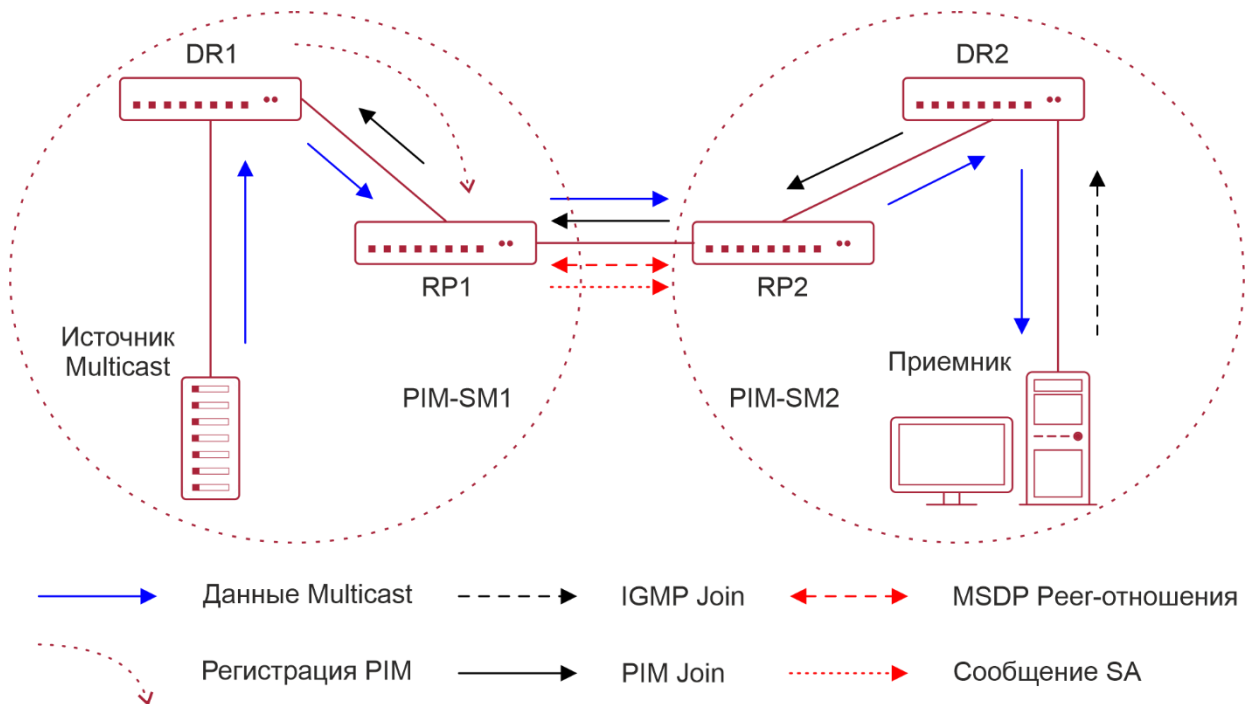 DR1
DR2
RP1
RP2
Источник
Multicast
Приемник
PIM-SM1
PIM-SM2
Данные Multicast
IGMP Join
MSDP Peer-отношения
Регистрация PIM
PIM Join
Сообщение SA